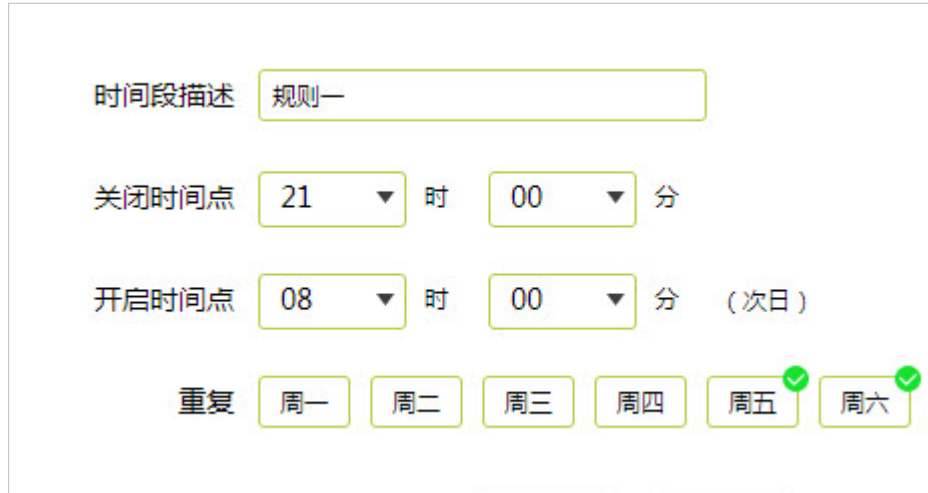 时间段描述 规则一
关闭时间点 21 时 00 分
开启时间点 08 时 00 分 （次日）
重复 周一 周二 周三 周四 周五 周六